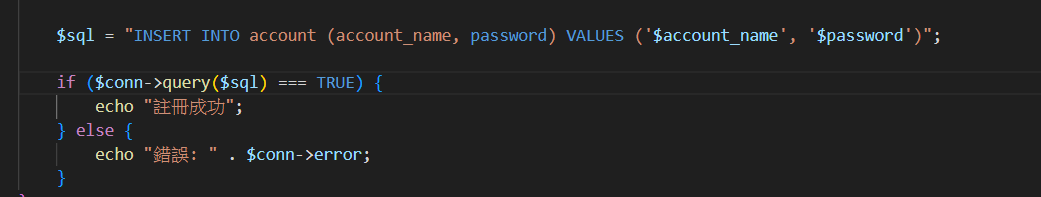 $sql = "INSERT INTO account (account_name, password) VALUES ('$account_name', '$password')";
if ($conn->query($sql) === TRUE) {
echo "註冊成功";
} else {
echo "錯誤: " . $conn->error;
}